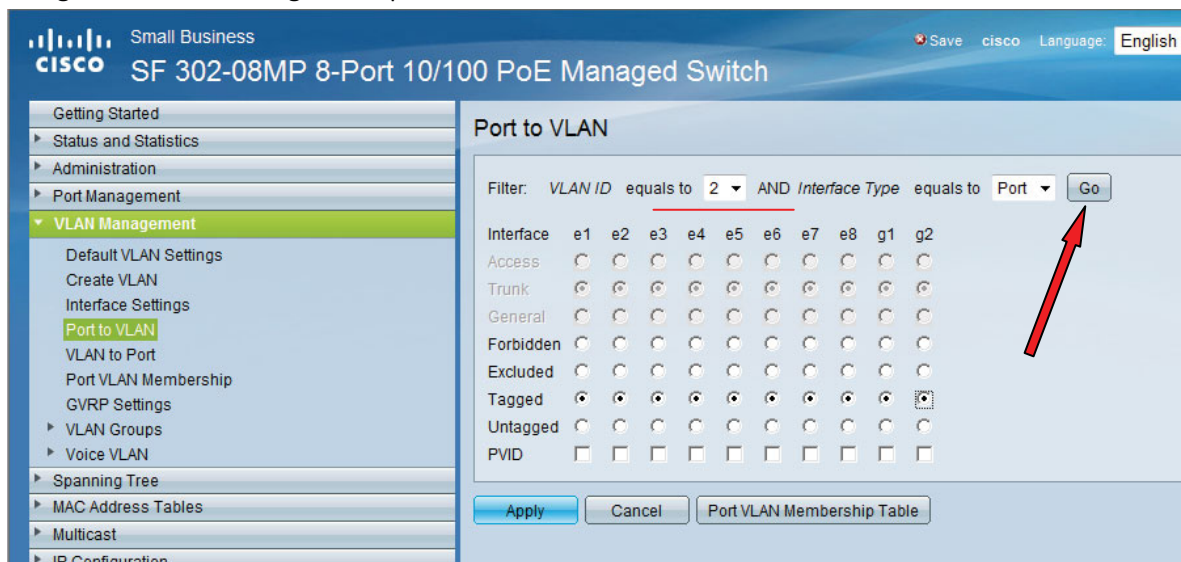 Small Business
cisco SF 302-08MP 8-Port 10/100 PoE Managed Switch
Save cisco Language: English
Getting Started
Status and Statistics
Administration
Port Management
VLAN Management
Default VLAN Settings
Create VLAN
Interface Settings
Port to VLAN
VLAN to Port
Port VLAN Membership
GVRP Settings
VLAN Groups
Voice VLAN
Spanning Tree
MAC Address Tables
Multicast
IP Configuration
Port to VLAN
Filter: VLAN ID equals to 2 AND Interface Type equals to Port Go
Interface e1 e2 e3 e4 e5 e6 e7 e8 g1 g2
Access
Trunk
General
Forbidden
Excluded
Tagged
Untagged
PVID
Apply Cancel Port VLAN Membership Table